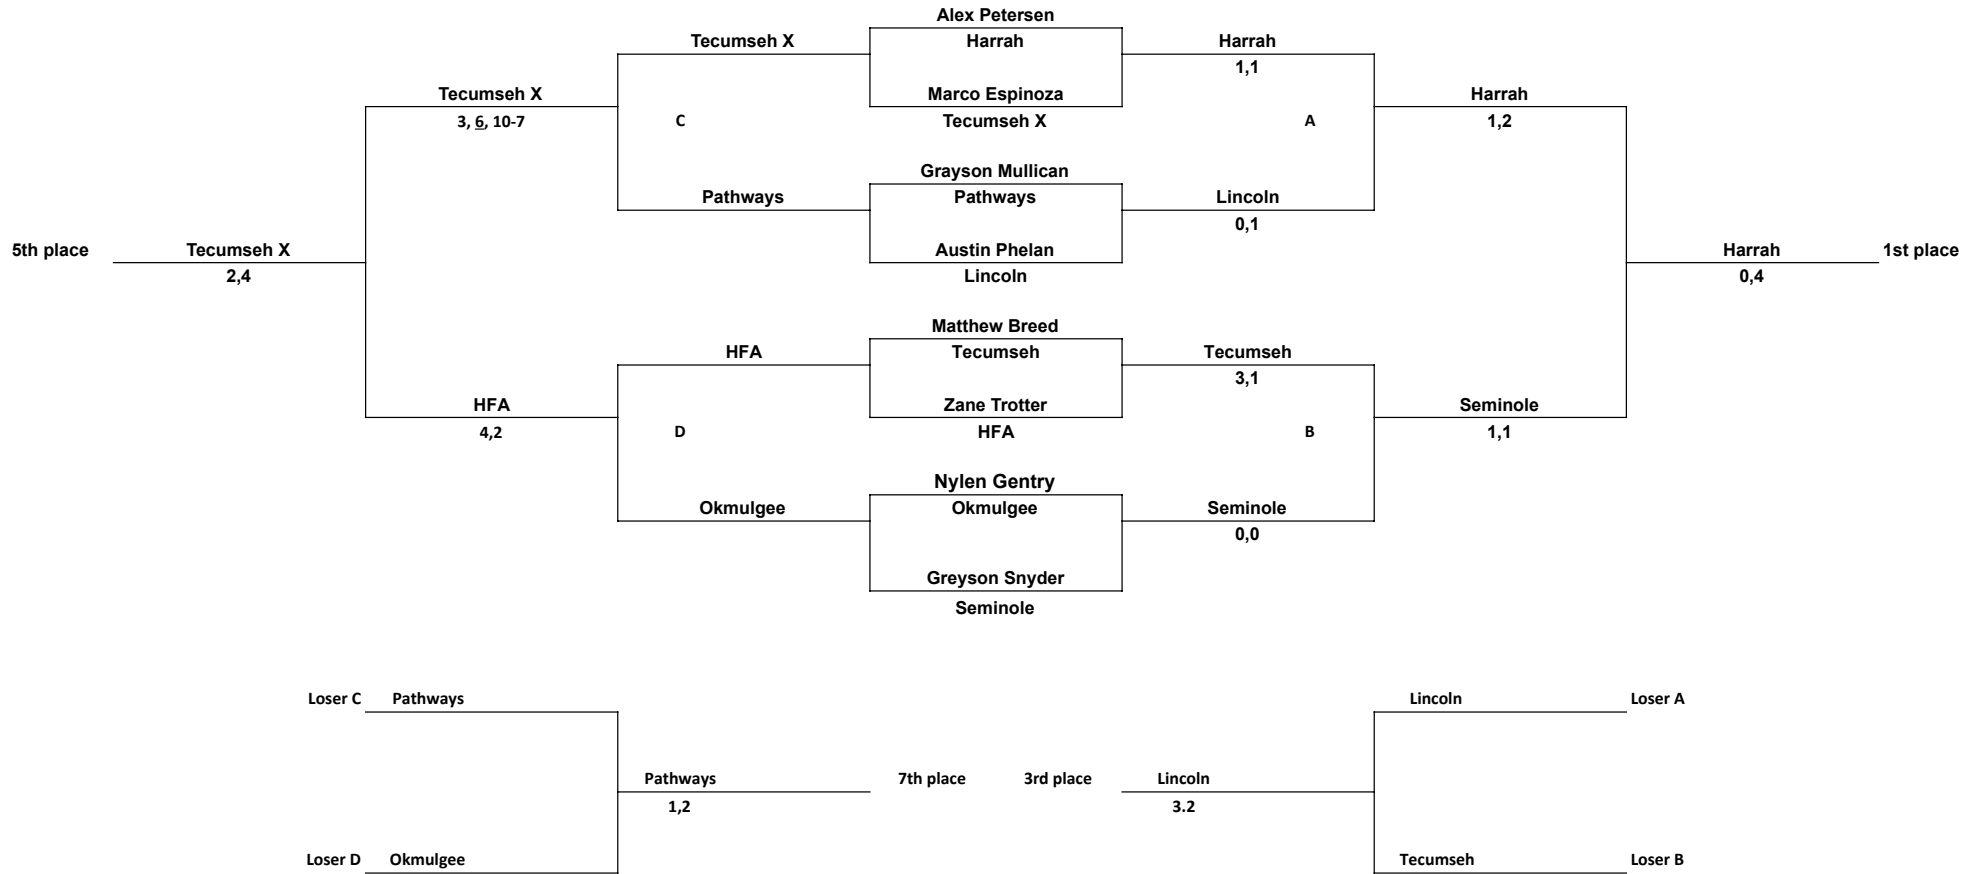 Alex Petersen
Tecumseh X Harrah Harrah
1,1
Tecumseh X Marco Espinoza Harrah
3, 6, 10-7 C Tecumseh X A 1,2
Grayson Mullican
Pathways Pathways Lincoln
0,1
5th place Tecumseh X Austin Phelan Harrah 1st place
2,4 Lincoln 0,4
Matthew Breed
HFA Tecumseh Tecumseh
3,1
HFA Zane Trotter Seminole
4,2 D HFA B 1,1
Nylen Gentry
Okmulgee Okmulgee Seminole
0,0
Greyson Snyder
Seminole
Loser C Pathways Lincoln Loser A
Pathways 7th place 3rd place Lincoln
1,2 3.2
Loser D Okmulgee Tecumseh Loser B